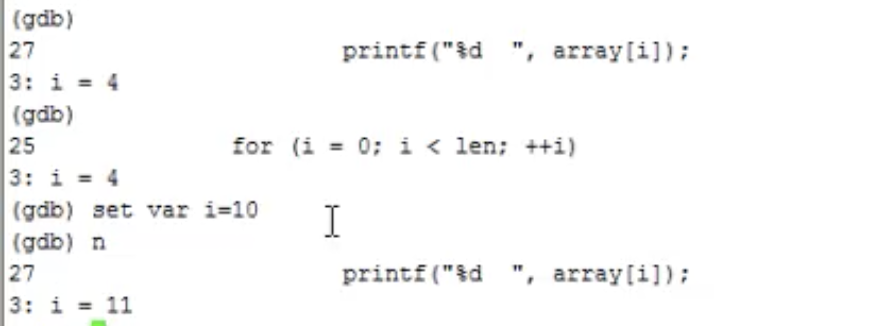 (gdb)
27                 printf("%d  ", array[i]);
3: i = 4
(gdb)
25           for (i = 0; i < len; ++i)
3: i = 4
(gdb) set var i=10
(gdb) n
27                 printf("%d  ", array[i]);
3: i = 11